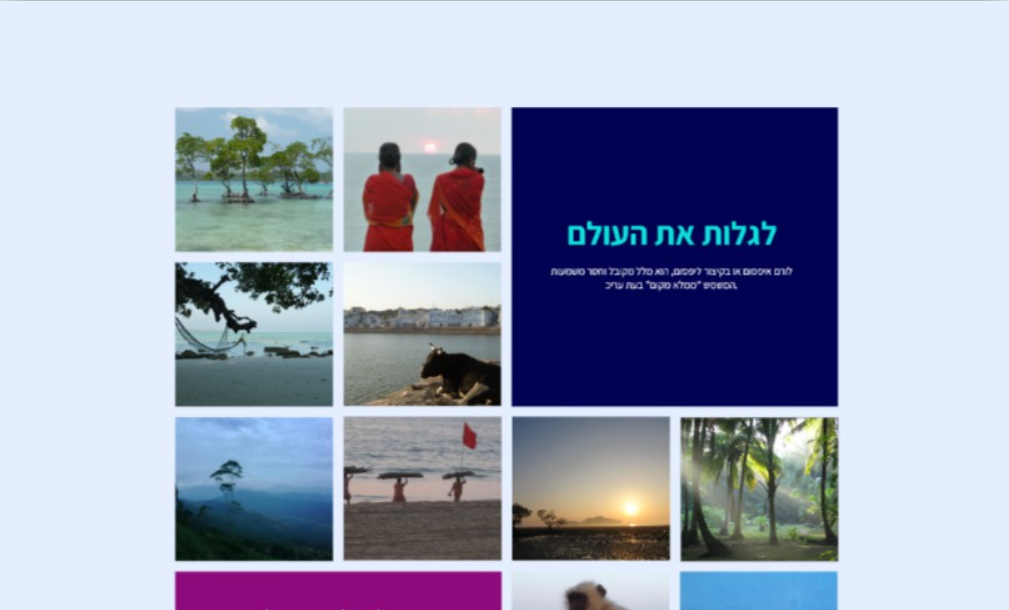 לגלות את העולם
לורם איפסום או בקיצור ליפסום, הוא מלל מקובל וחסר משמעות
המשמש "ממלא מקום" בעת עריכ.